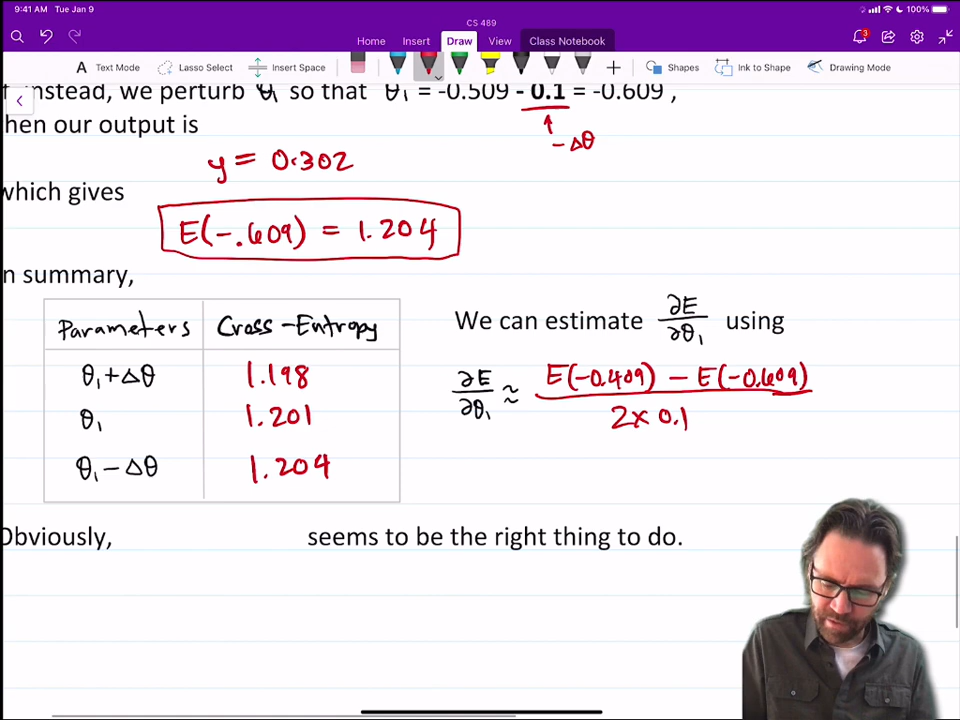 9:41 AM Tue Jan 9
100%
CS 489
Home Insert Draw View Class Notebook
3
A Text Mode Lasso Select Insert Space Shapes Ink to Shape Drawing Mode
instead, we perturb θ₁ so that θ₁ = -0.509 - 0.1 = -0.609 ,
hen our output is
- Δθ
y = 0.302
which gives
E(-.609) = 1.204
n summary,
Parameters Cross-Entropy
θ₁+Δθ 1.198
θ₁ 1.201
θ₁-Δθ 1.204
We can estimate ∂E/∂θ₁ using
∂E/∂θ₁ ≈ E(-0.409) - E(-0.609)
2 x 0.1
Obviously, seems to be the right thing to do.